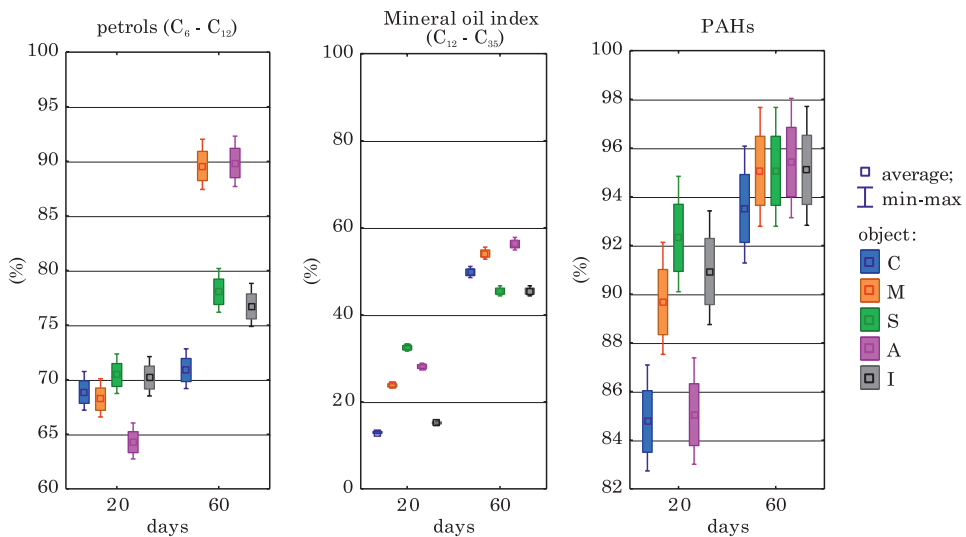 petrols (C6 - C12)
(%)
100
95
90
85
80
75
70
65
60
20
60
days
Mineral oil index
(C12 - C35)
(%)
100
80
60
40
20
0
20
60
days
PAHs
(%)
100
98
96
94
92
90
88
86
84
82
20
60
days
average;
min-max
object:
C
M
S
A
I